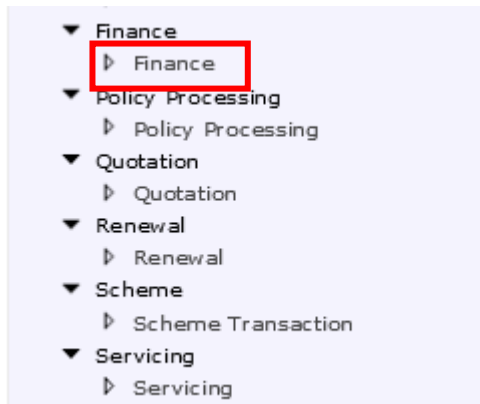 Finance
Finance
Policy Processing
Policy Processing
Quotation
Quotation
Renewal
Renewal
Scheme
Scheme Transaction
Servicing
Servicing